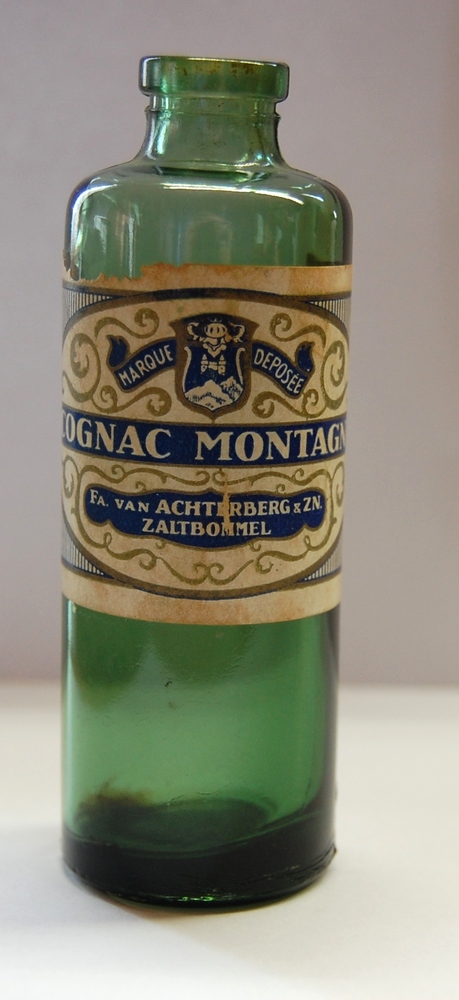 MARQUE DEPOSÉE
COGNAC MONTAGN
FA. VAN ACHTERBERG & ZN.
ZALTBOMMEL